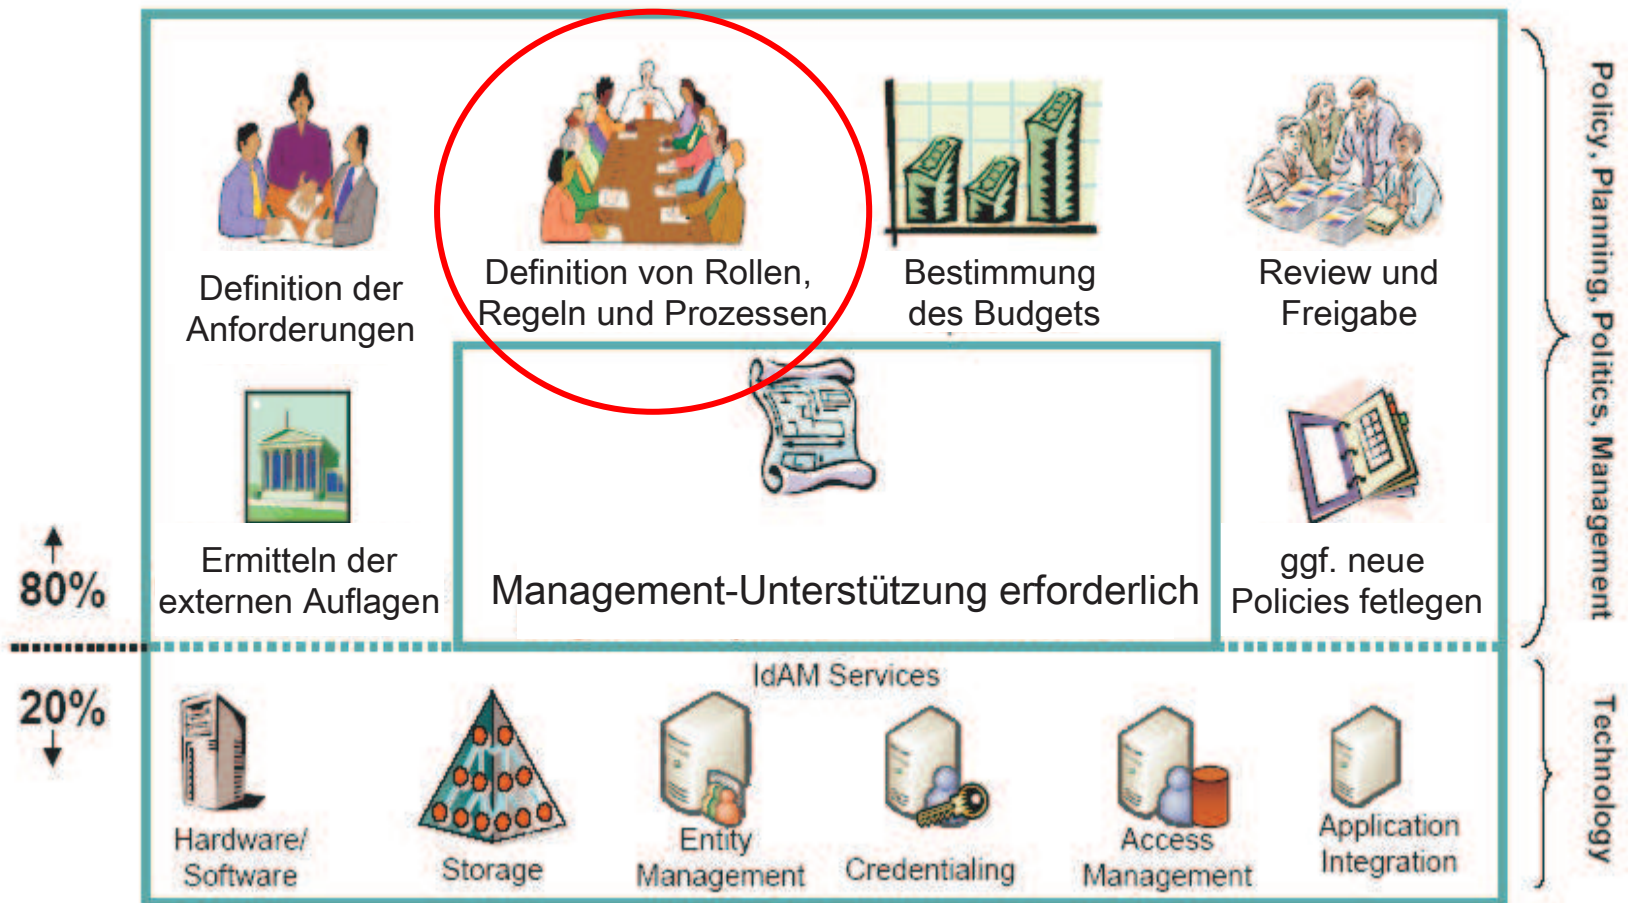 Definition der
Anforderungen
Definition von Rollen,
Regeln und Prozessen
Bestimmung
des Budgets
Review und
Freigabe
Ermitteln der
externen Auflagen
Management-Unterstützung erforderlich
ggf. neue
Policies fetlegen
80%
20%
Policy, Planning, Politics, Management
IdAM Services
Hardware/
Software
Storage
Entity
Management
Credentialing
Access
Management
Application
Integration
Technology